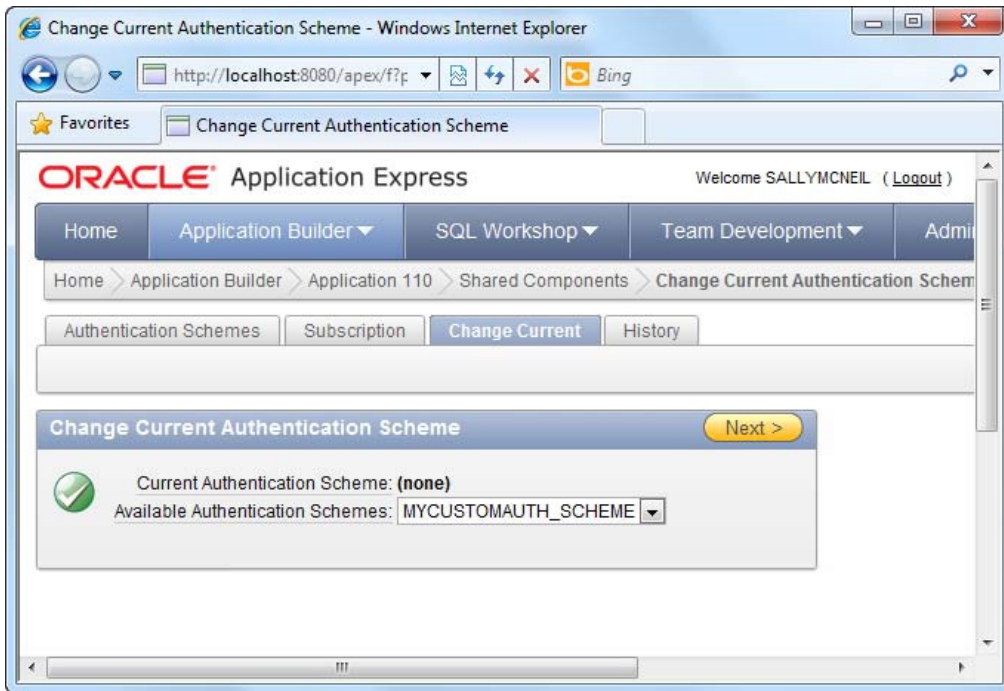 Change Current Authentication Scheme - Windows Internet Explorer
http://localhost:8080/apex/f?p
Bing
Favorites
Change Current Authentication Scheme
ORACLE Application Express
Welcome SALLYMCNEIL ( Logout )
Home Application Builder SQL Workshop Team Development Admi
Home Application Builder Application 110 Shared Components Change Current Authentication Schem
Authentication Schemes Subscription Change Current History
Change Current Authentication Scheme Next >
Current Authentication Scheme: (none)
Available Authentication Schemes: MYCUSTOMAUTH_SCHEME